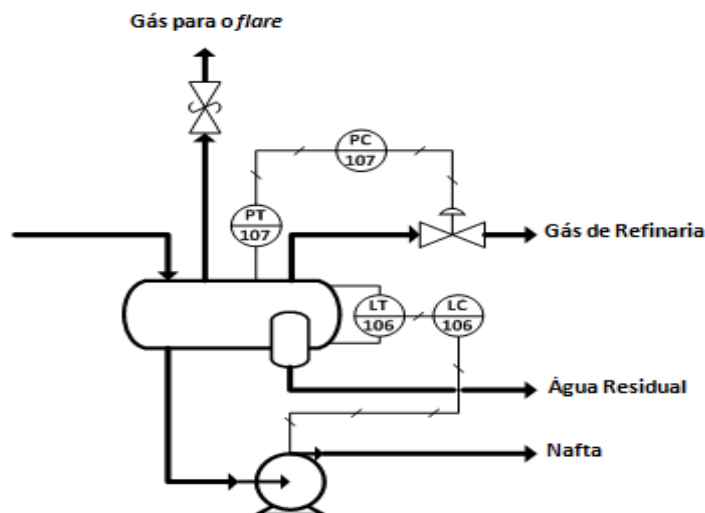 Gás para o flare
PC
107
PT
107
Gás de Refinaria
LT
106
LC
106
Água Residual
Nafta